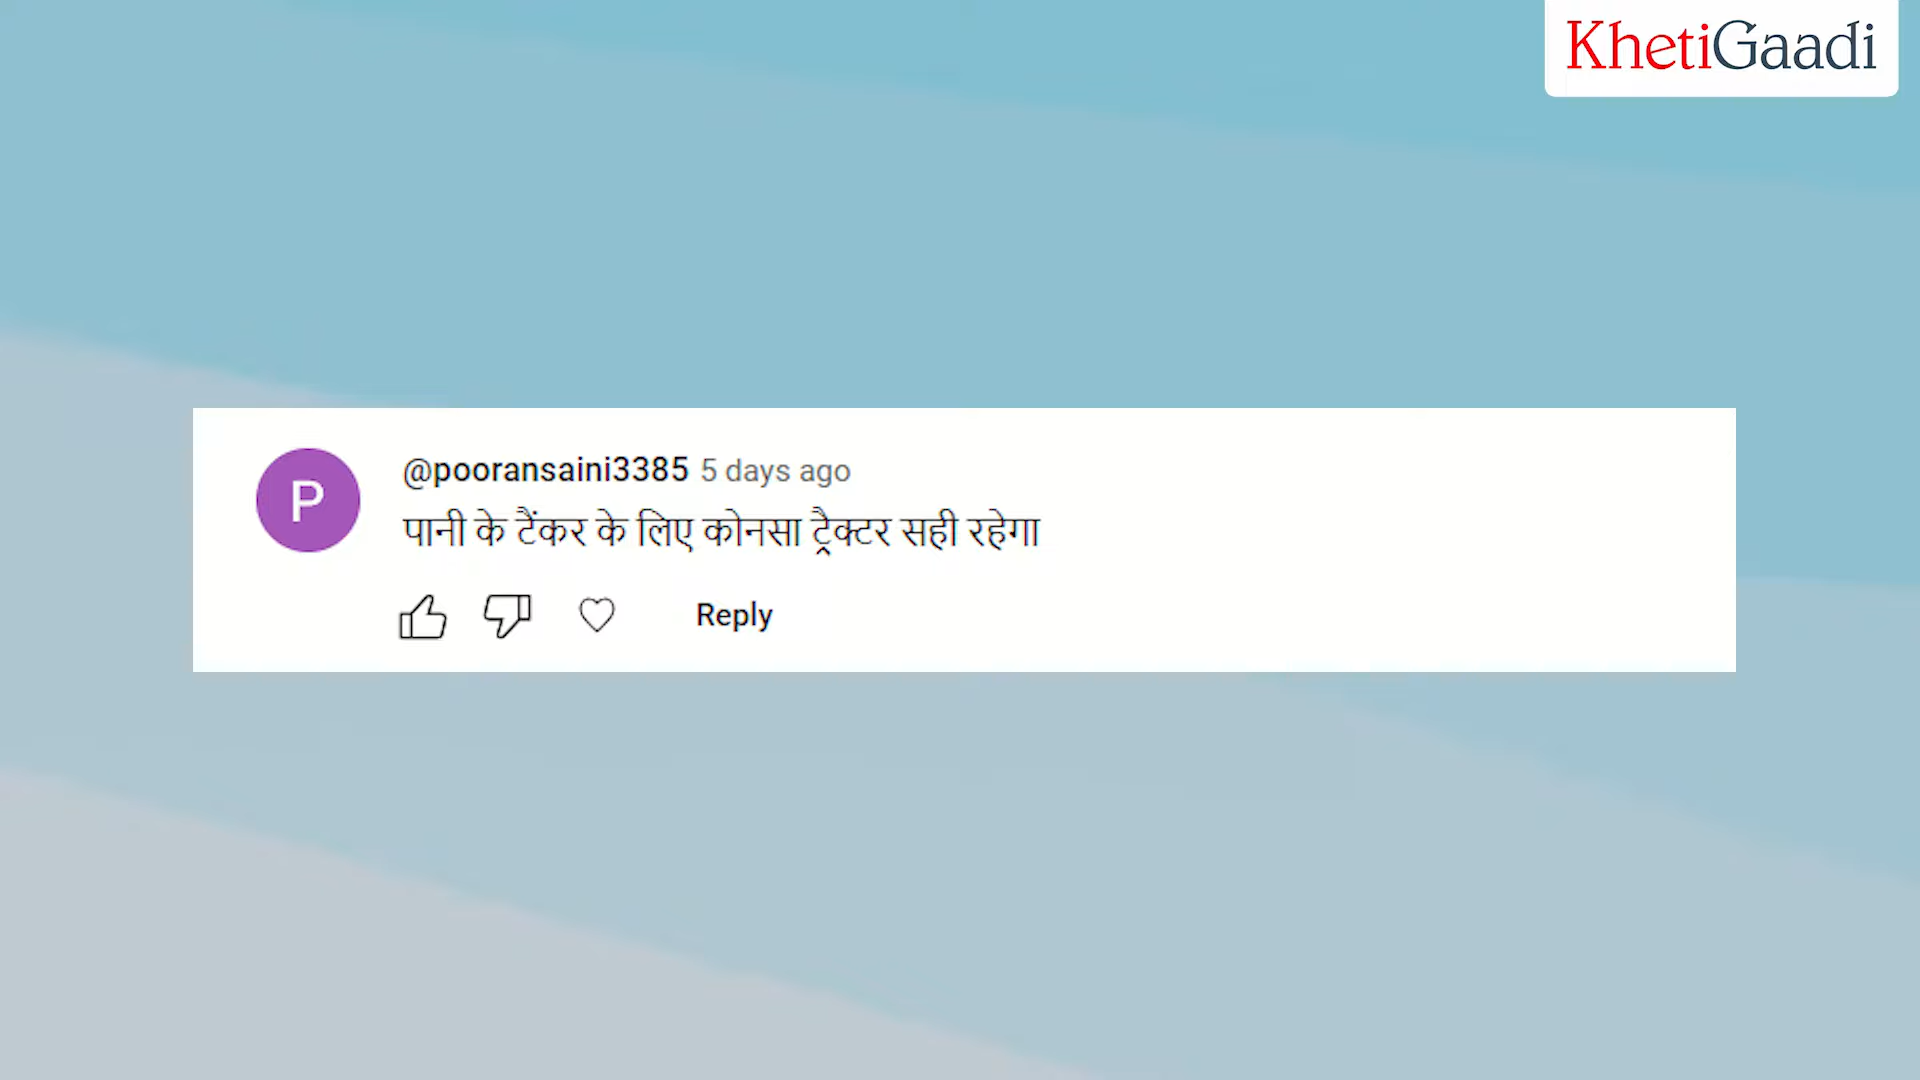 KhetiGaadi
P
@pooransaini3385 5 days ago
पानी के टैंकर के लिए कोनसा ट्रैक्टर सही रहेगा
Reply